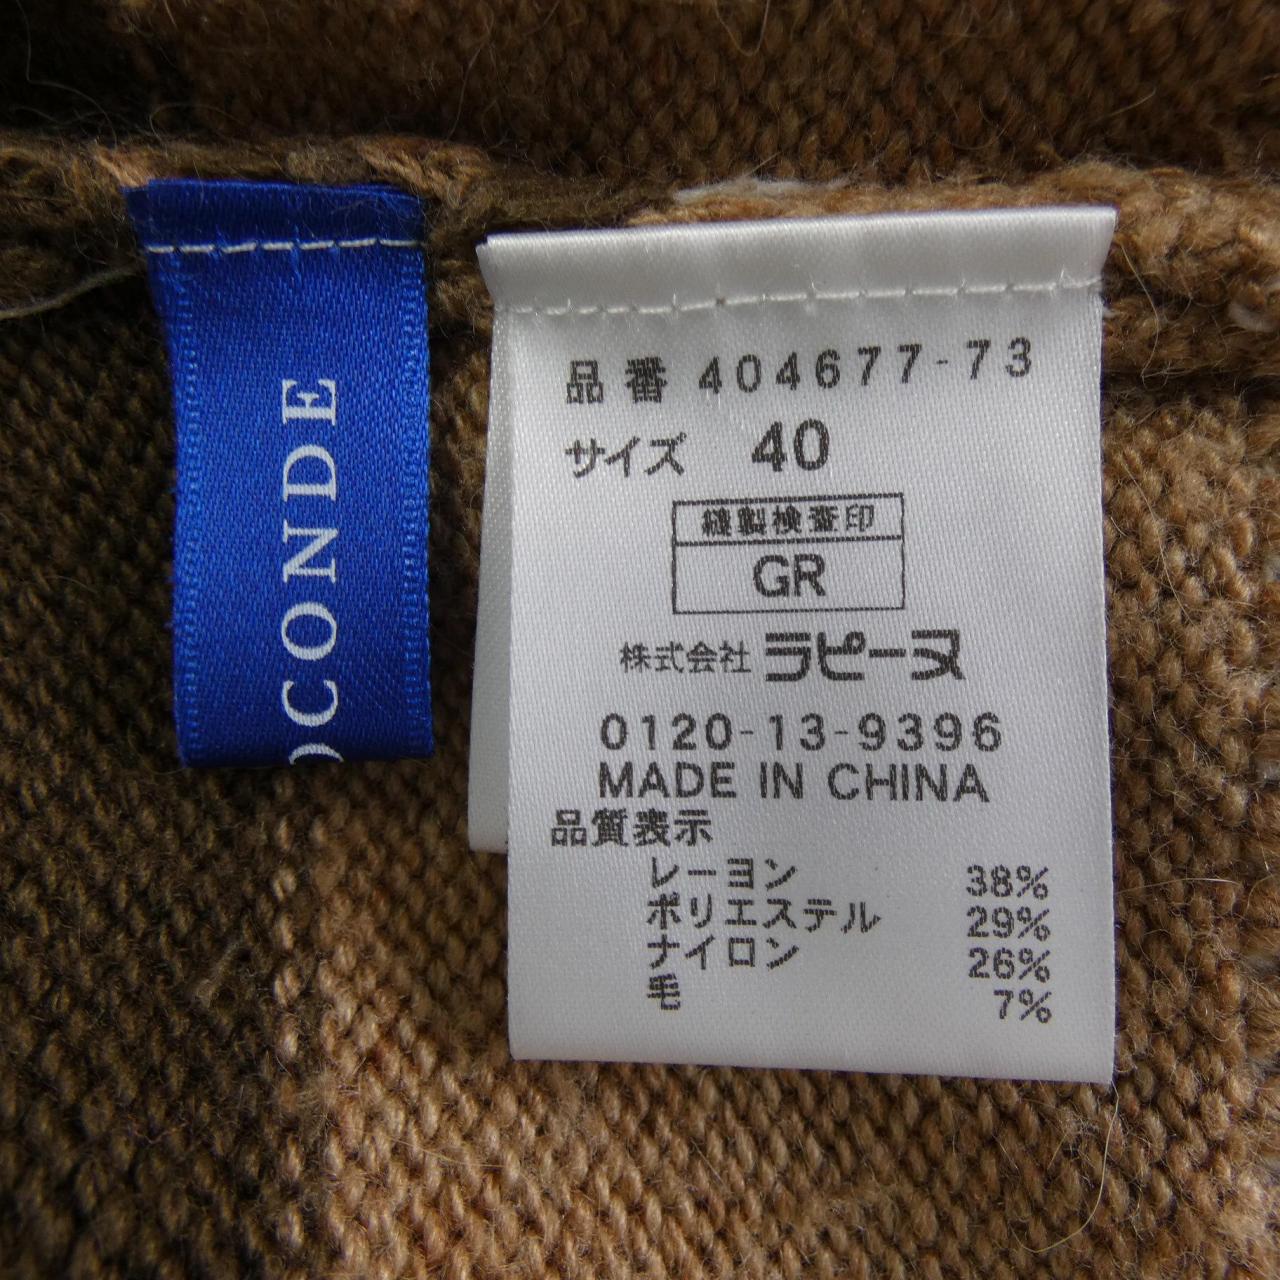 OCONDE
品番 404677-73
サイズ 40
縫製検査印
GR
株式会社 ラピーヌ
0120-13-9396
MADE IN CHINA
品質表示
レーヨン 38%
ポリエステル 29%
ナイロン 26%
毛 7%